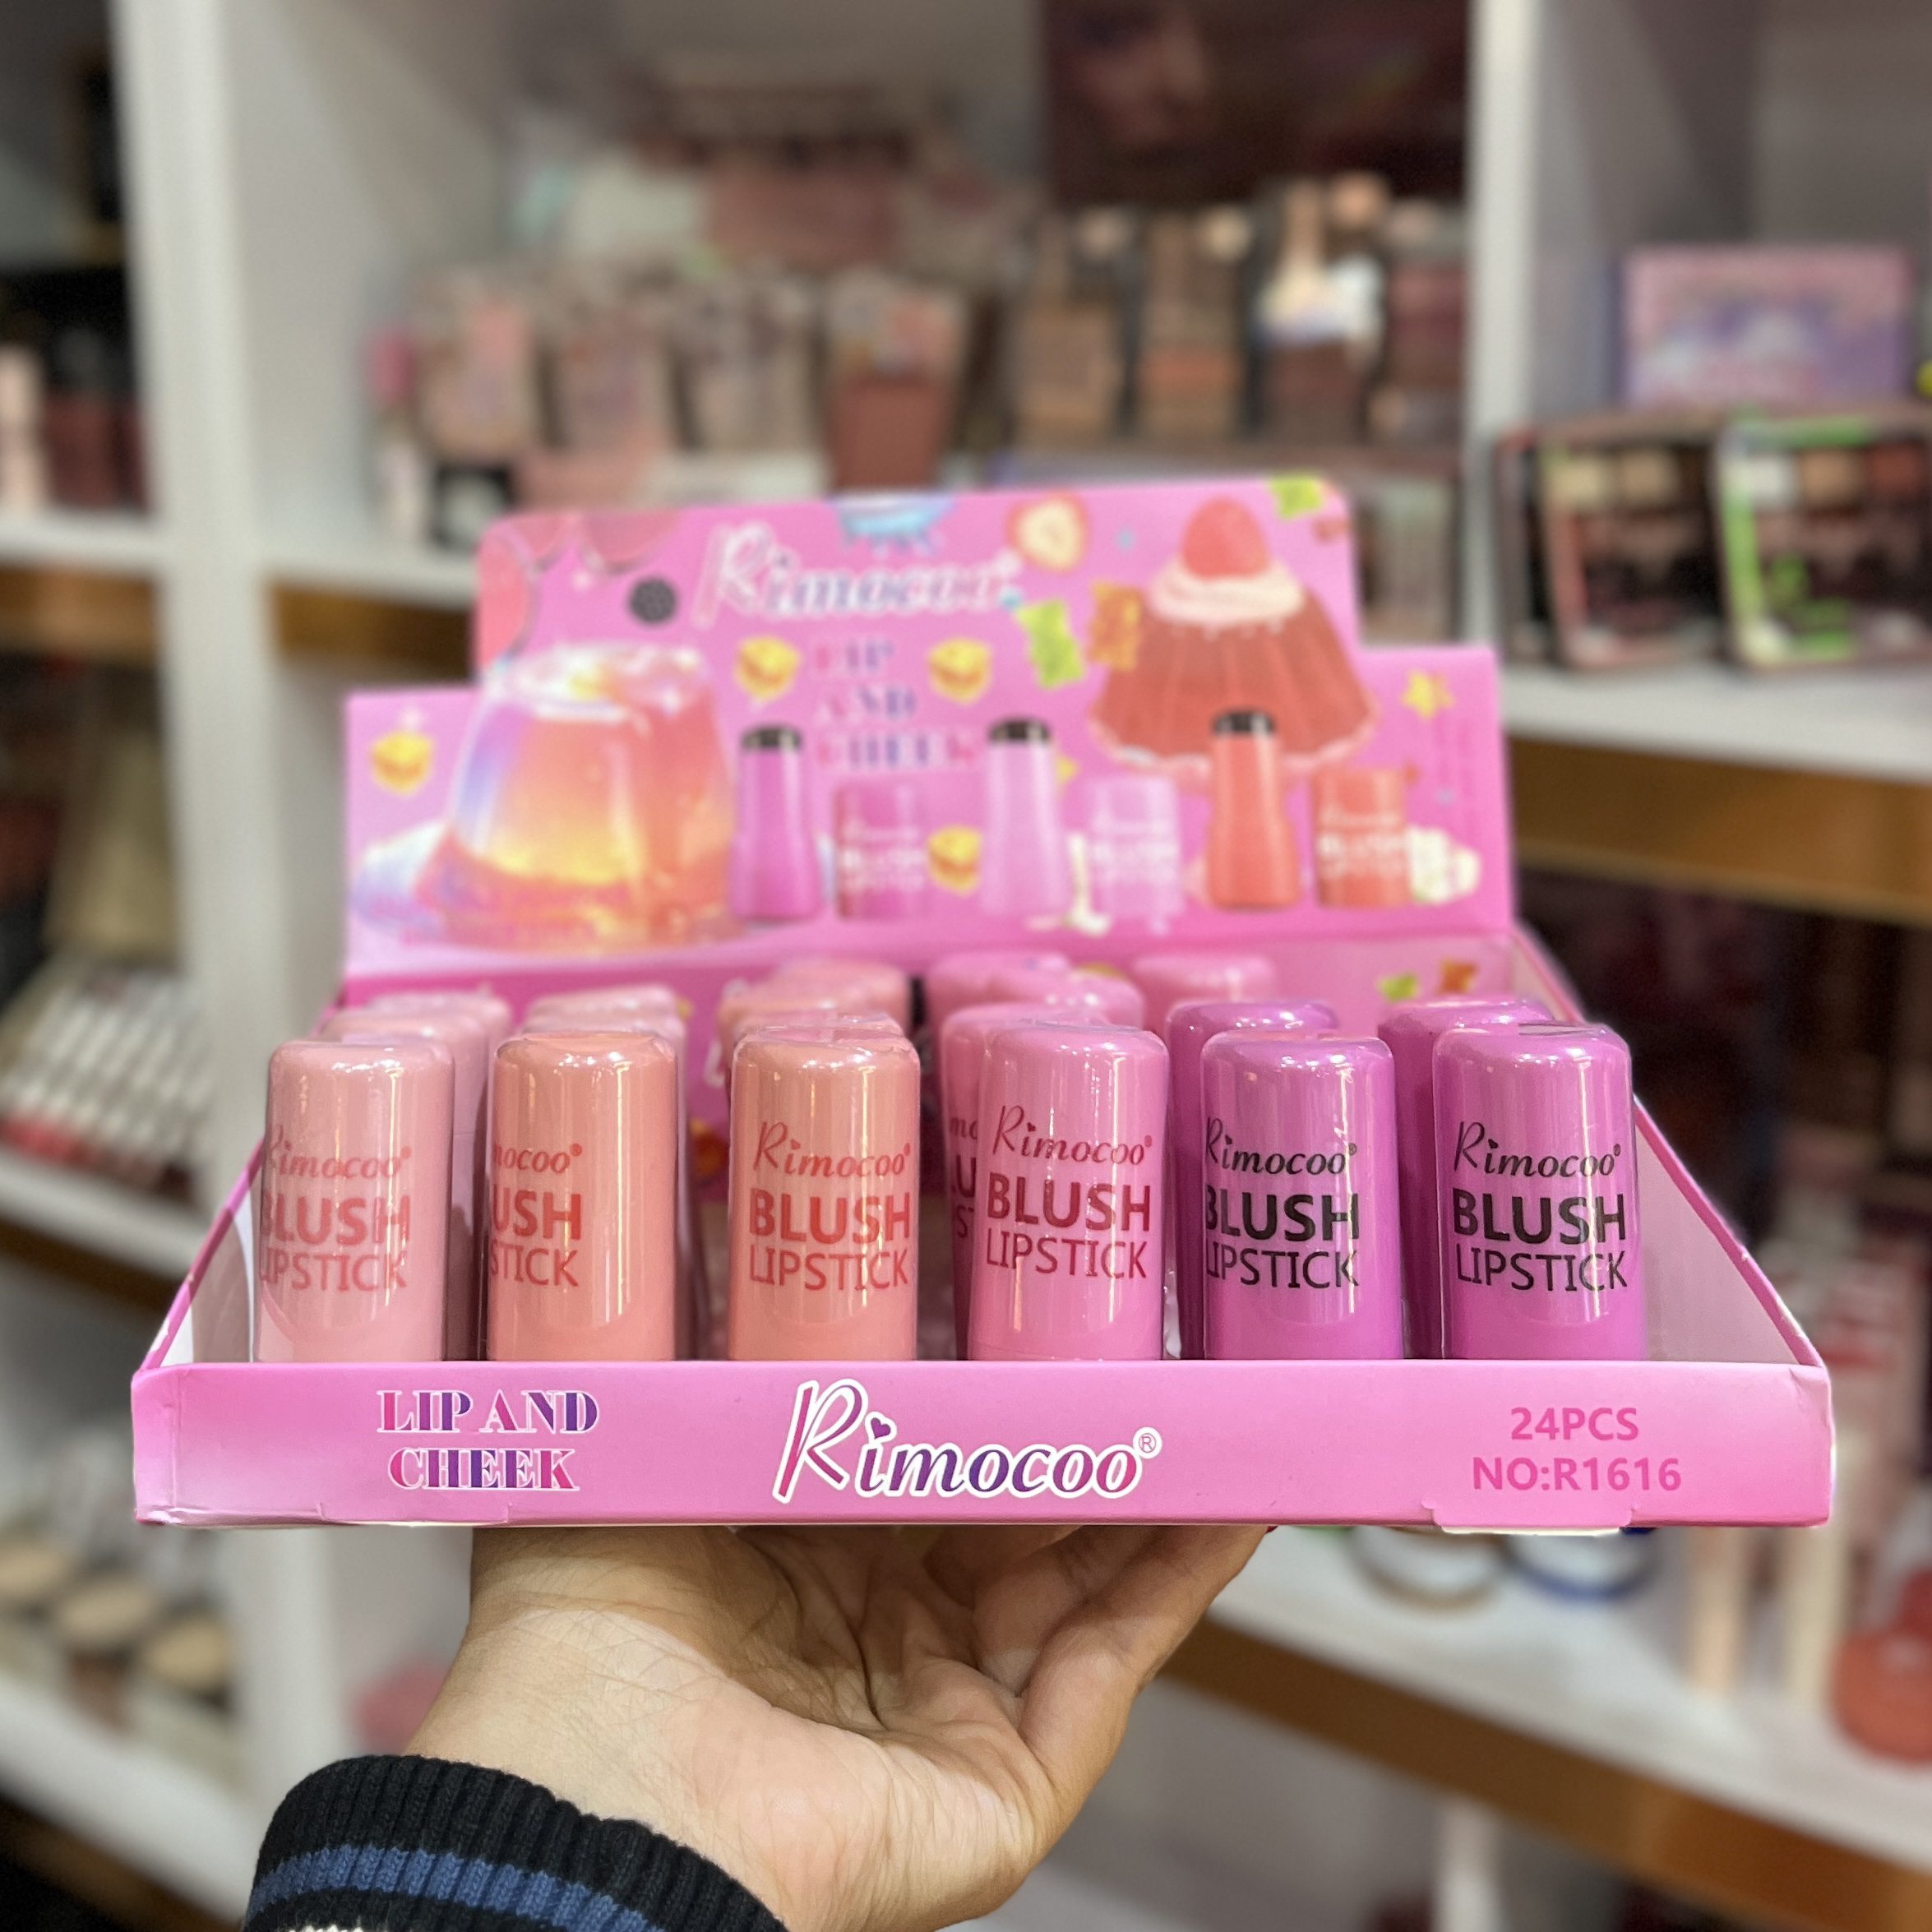 Rimocoo
LIP
AND
CHEEK
Rimocoo®
BLUSH
LIPSTICK
Rimocoo®
BLUSH
LIPSTICK
Rimocoo®
BLUSH
LIPSTICK
Rimocoo®
BLUSH
LIPSTICK
LIP AND
CHEEK
Rimocoo®
24PCS
NO:R1616